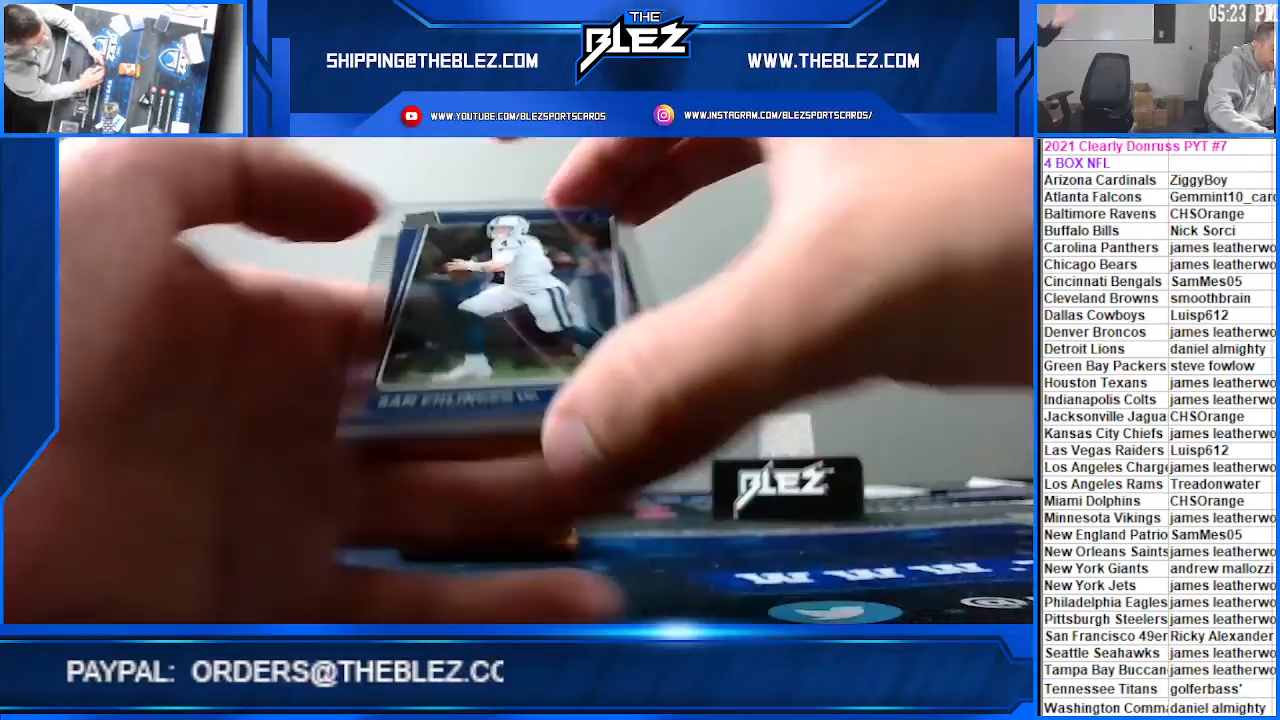 05:23 PM
THE
BLEZ
SHIPPING@THEBLEZ.COM
WWW.THEBLEZ.COM
WWW.YOUTUBE.COM/BLEZSPORTSCARDS
WWW.INSTAGRAM.COM/BLEZSPORTSCARDS/
2021 Clearly Donruss PYT #7
4 BOX NFL
Arizona Cardinals ZiggyBoy
Atlanta Falcons Gemmint10_carc
Baltimore Ravens CHSOrange
Buffalo Bills Nick Sorci
Carolina Panthers james leatherwo
Chicago Bears james leatherwo
Cincinnati Bengals SamMes05
Cleveland Browns smoothbrain
Dallas Cowboys Luisp612
Denver Broncos james leatherwo
Detroit Lions daniel almighty
Green Bay Packers steve fowlow
Houston Texans james leatherwo
Indianapolis Colts james leatherwo
Jacksonville Jagua CHSOrange
Kansas City Chiefs james leatherwo
Las Vegas Raiders Luisp612
Los Angeles Charge james leatherwo
Los Angeles Rams Treadonwater
Miami Dolphins CHSOrange
Minnesota Vikings james leatherwo
New England Patrio SamMes05
New Orleans Saints james leatherwo
New York Giants andrew mallozzi
New York Jets james leatherwo
Philadelphia Eagles james leatherwo
Pittsburgh Steelers james leatherwo
San Francisco 49er Ricky Alexander
Seattle Seahawks james leatherwo
Tampa Bay Buccan james leatherwo
Tennessee Titans golferbass'
Washington Comma daniel almighty
SAM EHLINGER
BLEZ
PAYPAL: ORDERS@THEBLEZ.CO